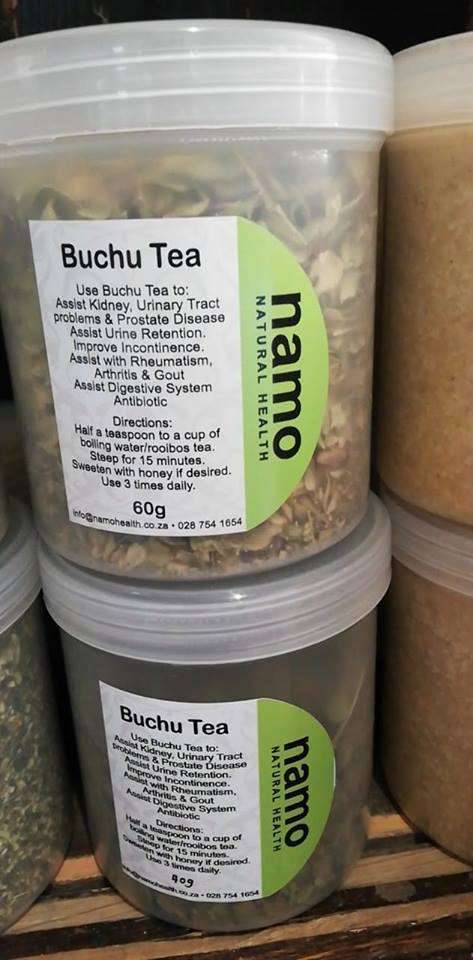 Buchu Tea
Use Buchu Tea to:
Assist Kidney, Urinary Tract
problems & Prostate Disease
Assist Urine Retention.
Improve Incontinence.
Assist with Rheumatism,
Arthritis & Gout
Assist Digestive System
Antibiotic
Directions:
Half a teaspoon to a cup of
boiling water/rooibos tea.
Steep for 15 minutes.
Sweeten with honey if desired.
Use 3 times daily.
60g
info@namohealth.co.za • 028 754 1654
namo
NATURAL HEALTH
Buchu Tea
Use Buchu Tea to:
Assist Kidney, Urinary Tract
problems & Prostate Disease
Assist Urine Retention.
Improve Incontinence.
Assist with Rheumatism,
Arthritis & Gout
Assist Digestive System
Antibiotic
Directions:
Half a teaspoon to a cup of
boiling water/rooibos tea.
Steep for 15 minutes.
Sweeten with honey if desired.
Use 3 times daily.
40g
info@namohealth.co.za • 028 754 1654
namo
NATURAL HEALTH